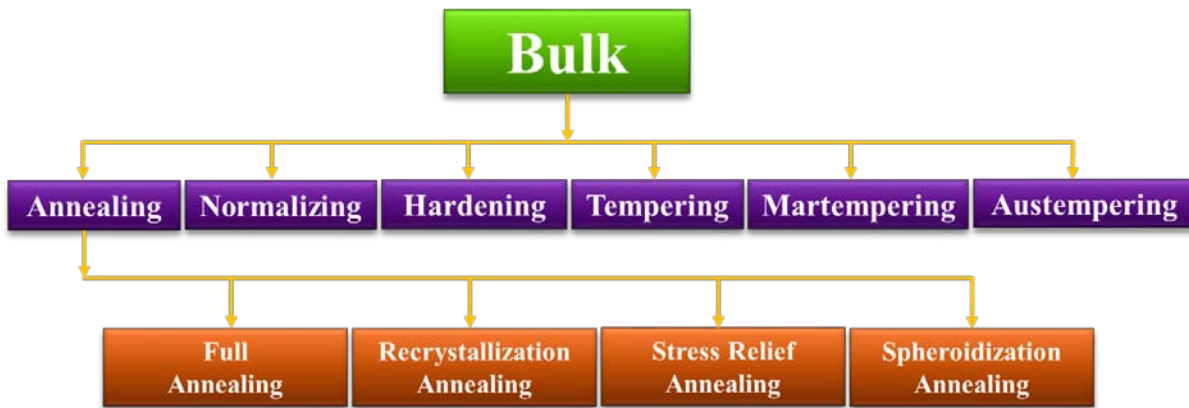 Bulk
Annealing
Normalizing
Hardening
Tempering
Martempering
Austempering
Full
Annealing
Recrystallization
Annealing
Stress Relief
Annealing
Spheroidization
Annealing